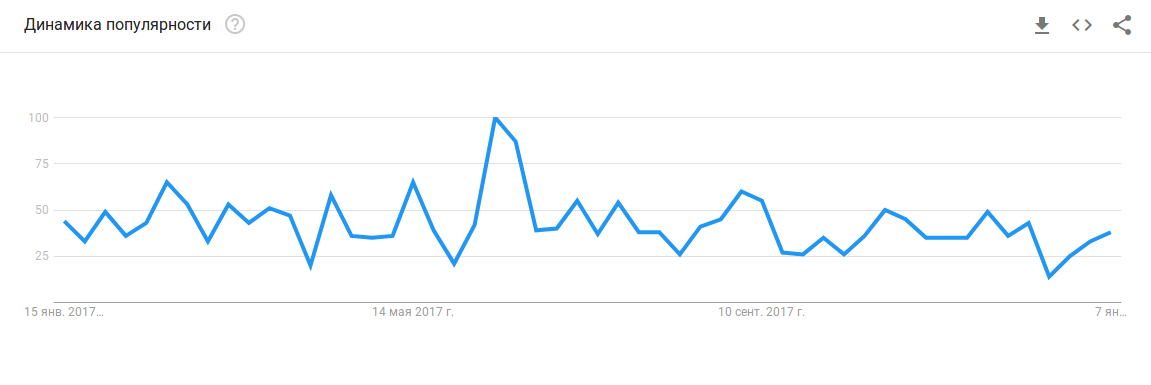 Динамика популярности ?
100
75
50
25
15 янв. 2017…
14 мая 2017 г.
10 сент. 2017 г.
7 ян…